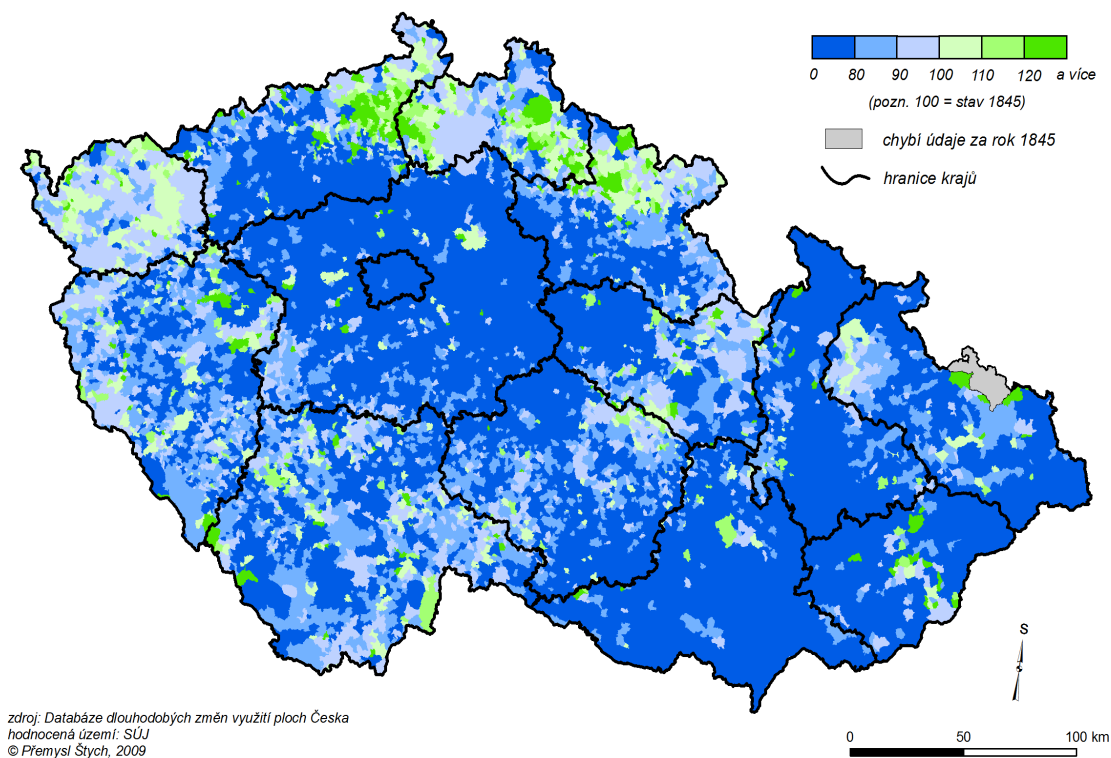 0 80 90 100 110 120 a více
(pozn. 100 = stav 1845)
chybí údaje za rok 1845
hranice krajů
S
zdroj: Databáze dlouhodobých změn využití ploch Česka
hodnocená území: SÚJ
© Přemysl Štych, 2009
0 50 100 km